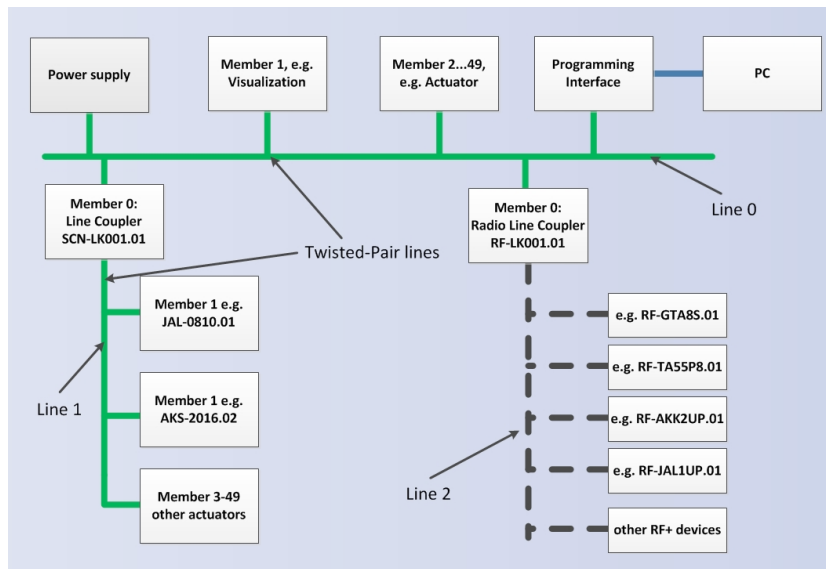 Power supply
Member 1, e.g.
Visualization
Member 2...49,
e.g. Actuator
Programming
Interface
PC
Member 0:
Line Coupler
SCN-LK001.01
Member 0:
Radio Line Coupler
RF-LK001.01
Line 0
Twisted-Pair lines
Member 1 e.g.
JAL-0810.01
Member 1 e.g.
AKS-2016.02
Member 3-49
other actuators
Line 1
e.g. RF-GTA8S.01
e.g. RF-TA55P8.01
e.g. RF-AKK2UP.01
e.g. RF-JAL1UP.01
other RF+ devices
Line 2